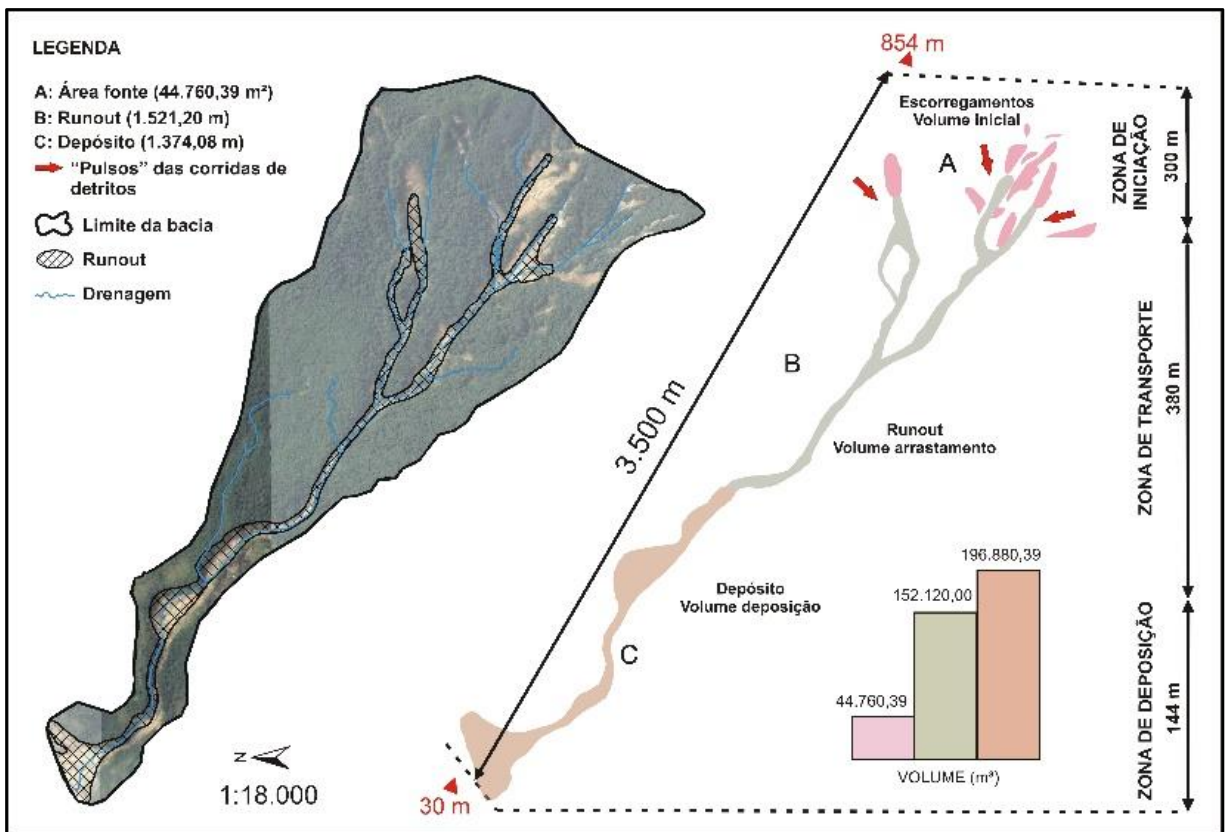 LEGENDA
A: Área fonte (44.760,39 m²)
B: Runout (1.521,20 m)
C: Depósito (1.374,08 m)
"Pulsos" das corridas de
detritos
Limite da bacia
Runout
Drenagem
N
1:18.000
854 m
Escorregamentos
Volume inicial
A
B
3.500 m
Runout
Volume arrastamento
Depósito
Volume deposição
C
30 m
44.760,39
152.120,00
196.880,39
VOLUME (m³)
ZONA DE
INICIAÇÃO
300 m
ZONA DE TRANSPORTE
380 m
ZONA DE DEPOSIÇÃO
144 m